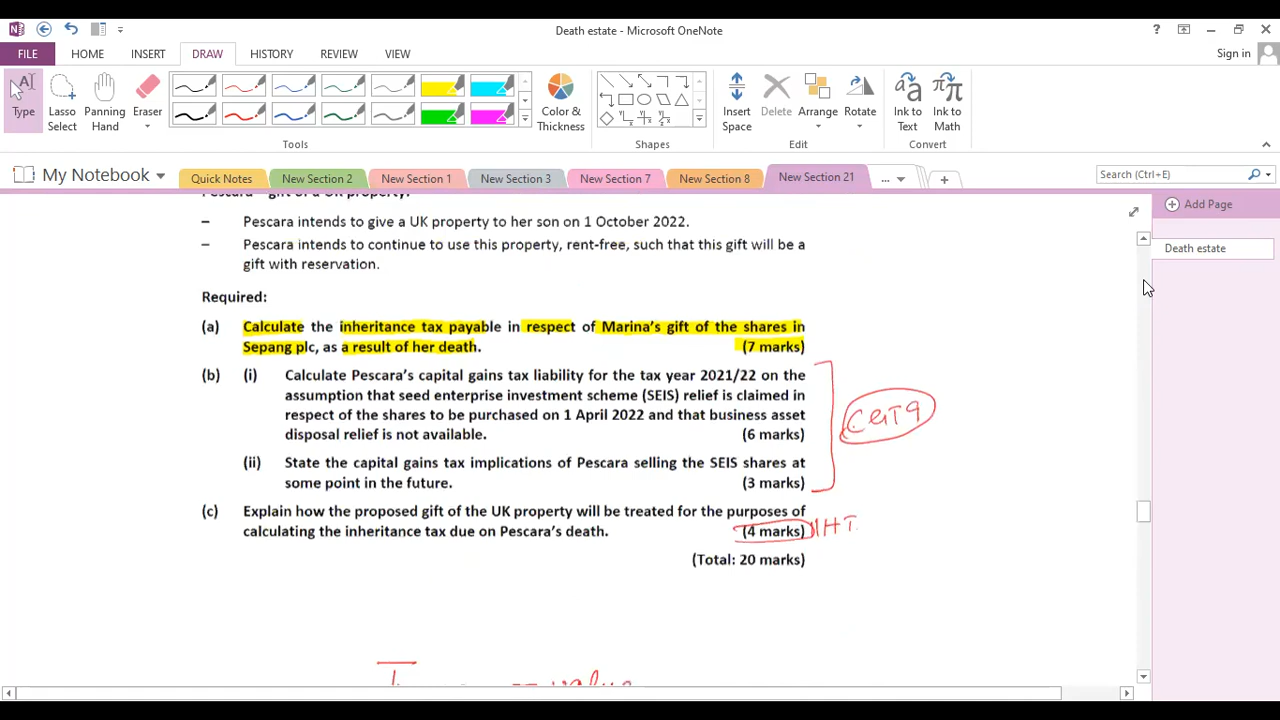 Death estate - Microsoft OneNote
?
Sign in
FILE
HOME
INSERT
DRAW
HISTORY
REVIEW
VIEW
Type
Lasso Select
Panning Hand
Eraser
Color & Thickness
Insert Space
Delete
Arrange
Rotate
Ink to Text
Ink to Math
Tools
Shapes
Edit
Convert
My Notebook
Quick Notes
New Section 2
New Section 1
New Section 3
New Section 7
New Section 8
New Section 21
...
Search (Ctrl+E)
Add Page
Death estate
Pescara – gift of a UK property:
– Pescara intends to give a UK property to her son on 1 October 2022.
– Pescara intends to continue to use this property, rent-free, such that this gift will be a
gift with reservation.
Required:
(a) Calculate the inheritance tax payable in respect of Marina's gift of the shares in
Sepang plc, as a result of her death. (7 marks)
(b) (i) Calculate Pescara's capital gains tax liability for the tax year 2021/22 on the
assumption that seed enterprise investment scheme (SEIS) relief is claimed in
respect of the shares to be purchased on 1 April 2022 and that business asset
disposal relief is not available. (6 marks)
(ii) State the capital gains tax implications of Pescara selling the SEIS shares at
some point in the future. (3 marks)
(c) Explain how the proposed gift of the UK property will be treated for the purposes of
calculating the inheritance tax due on Pescara's death. (4 marks) IHT
(Total: 20 marks)
value